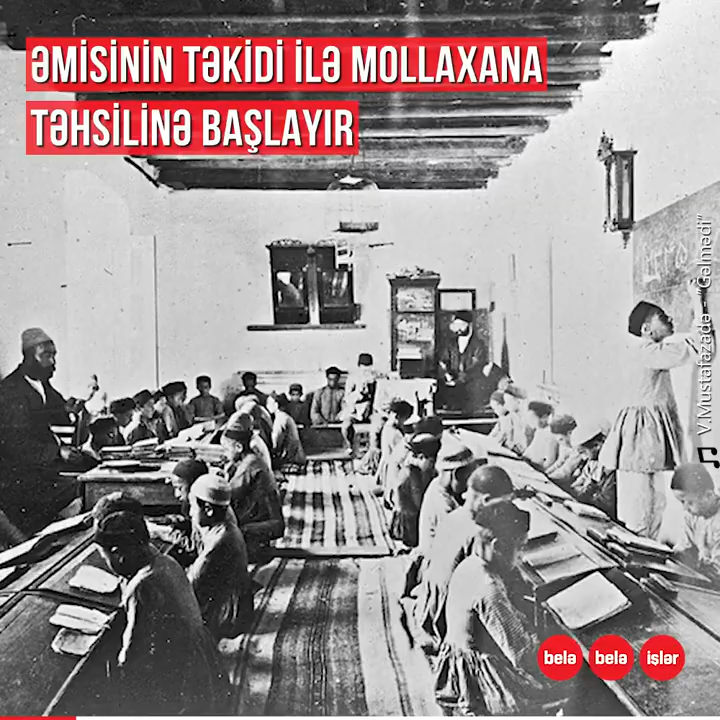 ƏMİSİNİN TƏKİDİ İLƏ MOLLAXANA
TƏHSİLİNƏ BAŞLAYIR
V.Mustafazadə - "Gəlmədi"
belə belə işlər